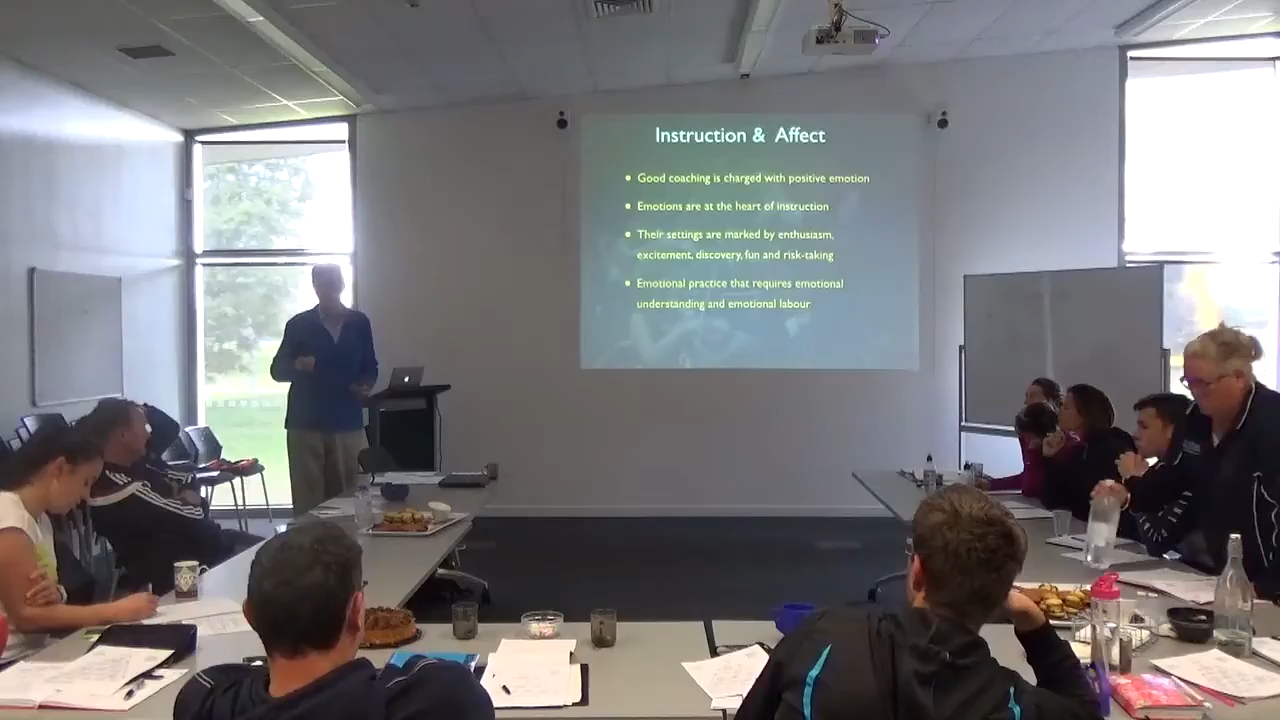 Instruction & Affect
• Good coaching is charged with positive emotion
• Emotions are at the heart of instruction
• Their settings are marked by enthusiasm,
excitement, discovery, fun and risk-taking
• Emotional practice that requires emotional
understanding and emotional labour